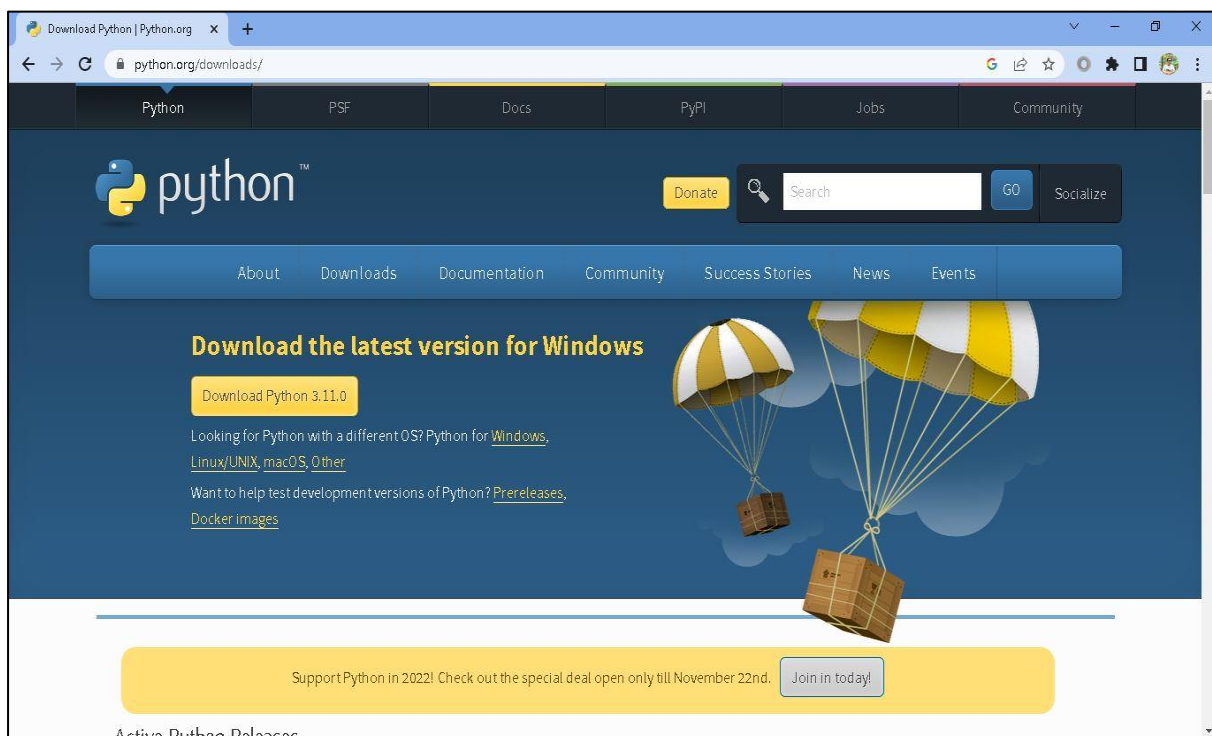 Download Python | Python.org
python.org/downloads/
Python PSF Docs PyPI Jobs Community
python™
Donate Search GO Socialize
About Downloads Documentation Community Success Stories News Events
Download the latest version for Windows
Download Python 3.11.0
Looking for Python with a different OS? Python for Windows,
Linux/UNIX, macOS, Other
Want to help test development versions of Python? Prereleases,
Docker images
Support Python in 2022! Check out the special deal open only till November 22nd. Join in today!
Active Python Releases